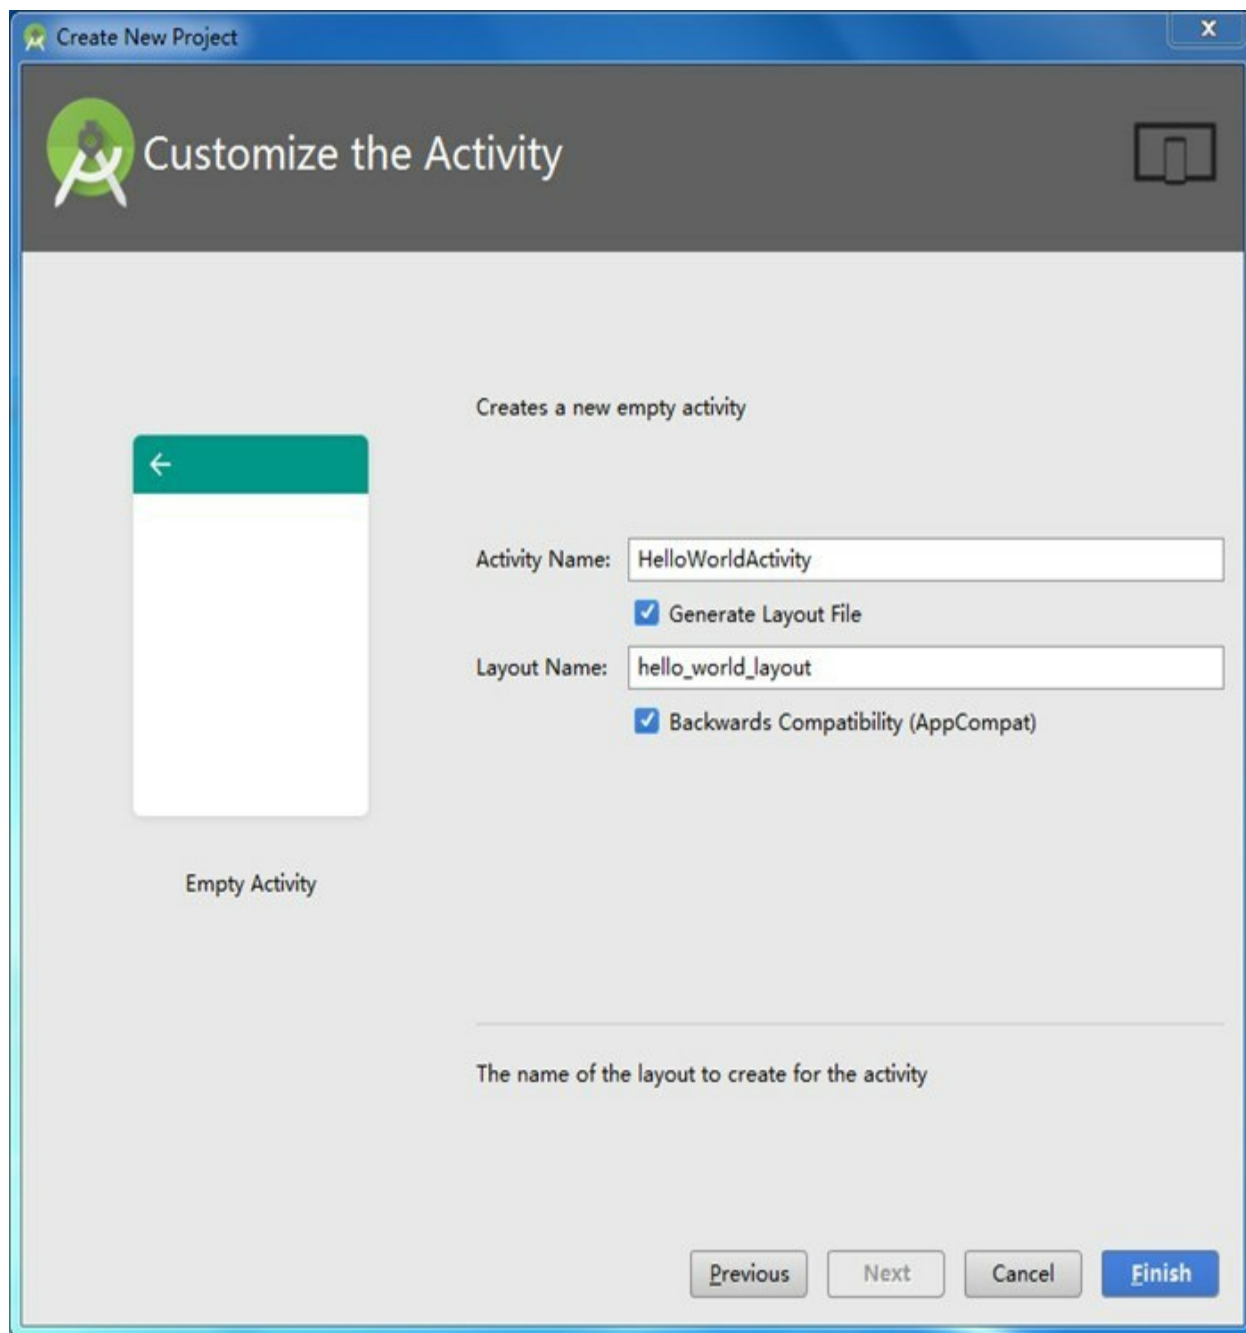 Create New Project
X
Customize the Activity
Creates a new empty activity
Activity Name: HelloWorldActivity
Generate Layout File
Layout Name: hello_world_layout
Backwards Compatibility (AppCompat)
Empty Activity
The name of the layout to create for the activity
Previous Next Cancel Finish